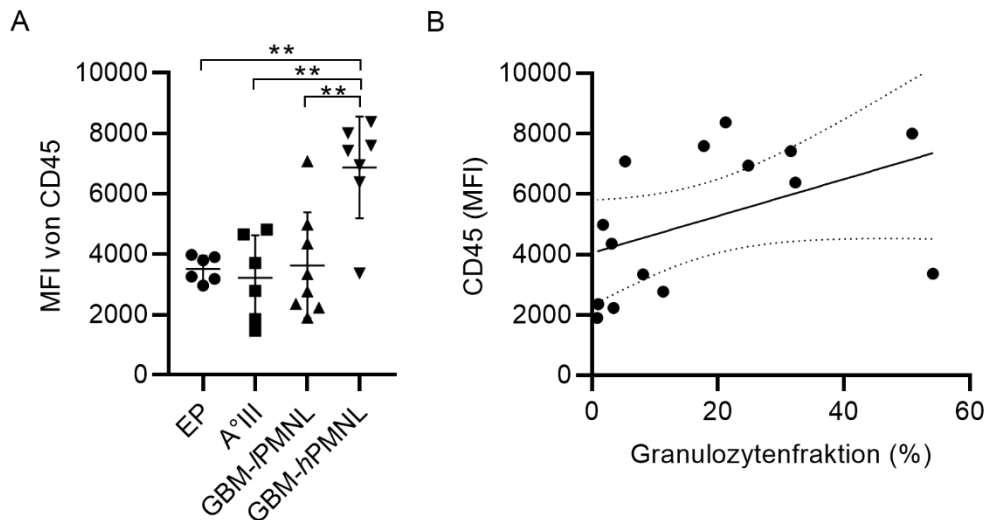 A
**
**
**
10000
8000
6000
4000
2000
0
MFI von CD45
EP
A°III
GBM-lPMNL
GBM-hPMNL
B
10000
8000
6000
4000
2000
0
CD45 (MFI)
0 20 40 60
Granulozytenfraktion (%)